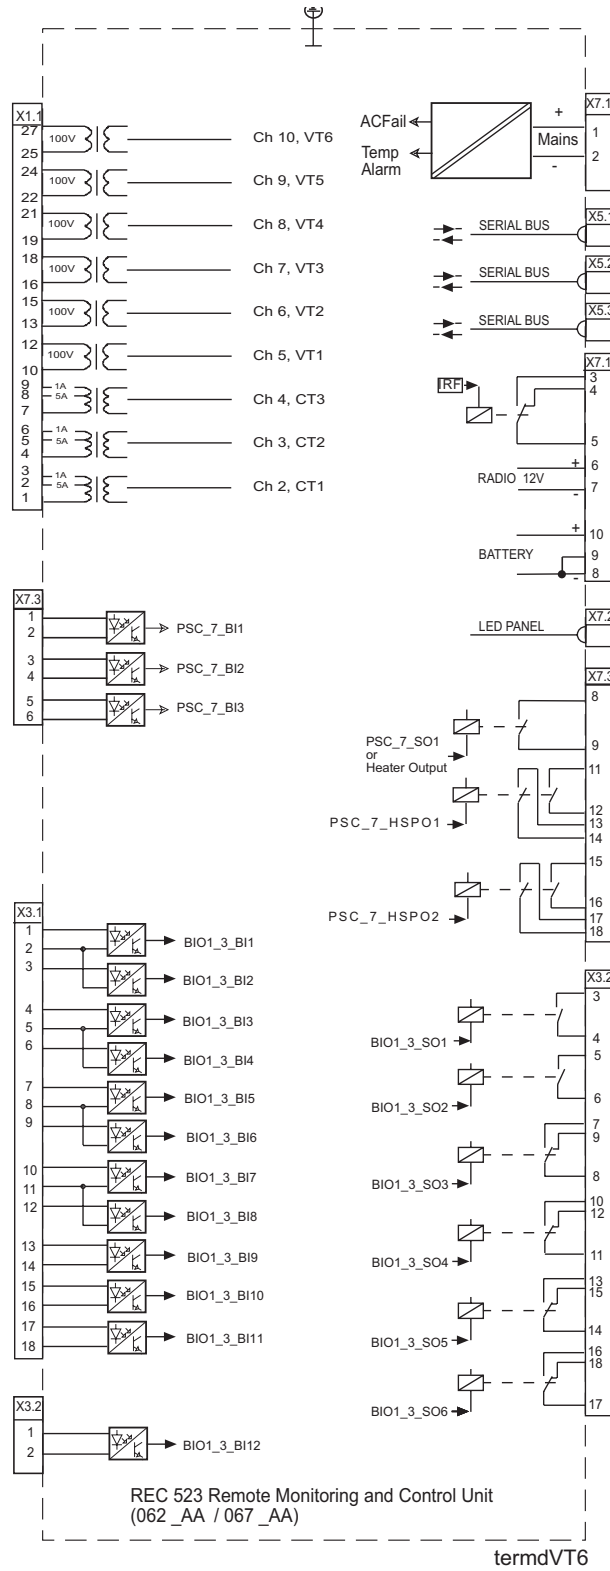 X1.1
27
100V
Ch 10, VT6
25
24
100V
Ch 9, VT5
22
21
100V
Ch 8, VT4
19
18
100V
Ch 7, VT3
16
15
100V
Ch 6, VT2
13
12
100V
Ch 5, VT1
10
9
1A
8
5A
Ch 4, CT3
7
6
1A
5
5A
Ch 3, CT2
4
3
1A
2
5A
Ch 2, CT1
1
X7.3
1
2
PSC_7_BI1
3
4
PSC_7_BI2
5
6
PSC_7_BI3
X3.1
1
2
BIO1_3_BI1
3
BIO1_3_BI2
4
5
BIO1_3_BI3
6
BIO1_3_BI4
7
8
BIO1_3_BI5
9
BIO1_3_BI6
10
11
BIO1_3_BI7
12
BIO1_3_BI8
13
14
BIO1_3_BI9
15
16
BIO1_3_BI10
17
18
BIO1_3_BI11
X3.2
1
2
BIO1_3_BI12
X7.1
ACFail
Temp
Alarm
+
Mains
-
1
2
X5.1
SERIAL BUS
X5.2
SERIAL BUS
X5.3
SERIAL BUS
X7.1
IRF
3
4
5
+
6
RADIO 12V
7
-
+
10
BATTERY
9
8
-
X7.2
LED PANEL
X7.3
8
PSC_7_SO1
or
Heater Output
9
11
12
PSC_7_HSPO1
13
14
15
16
PSC_7_HSPO2
17
18
X3.2
3
BIO1_3_SO1
4
5
BIO1_3_SO2
6
7
9
BIO1_3_SO3
8
10
12
BIO1_3_SO4
11
13
15
BIO1_3_SO5
14
16
18
BIO1_3_SO6
17
REC 523 Remote Monitoring and Control Unit
(062 _AA / 067 _AA)
termdVT6